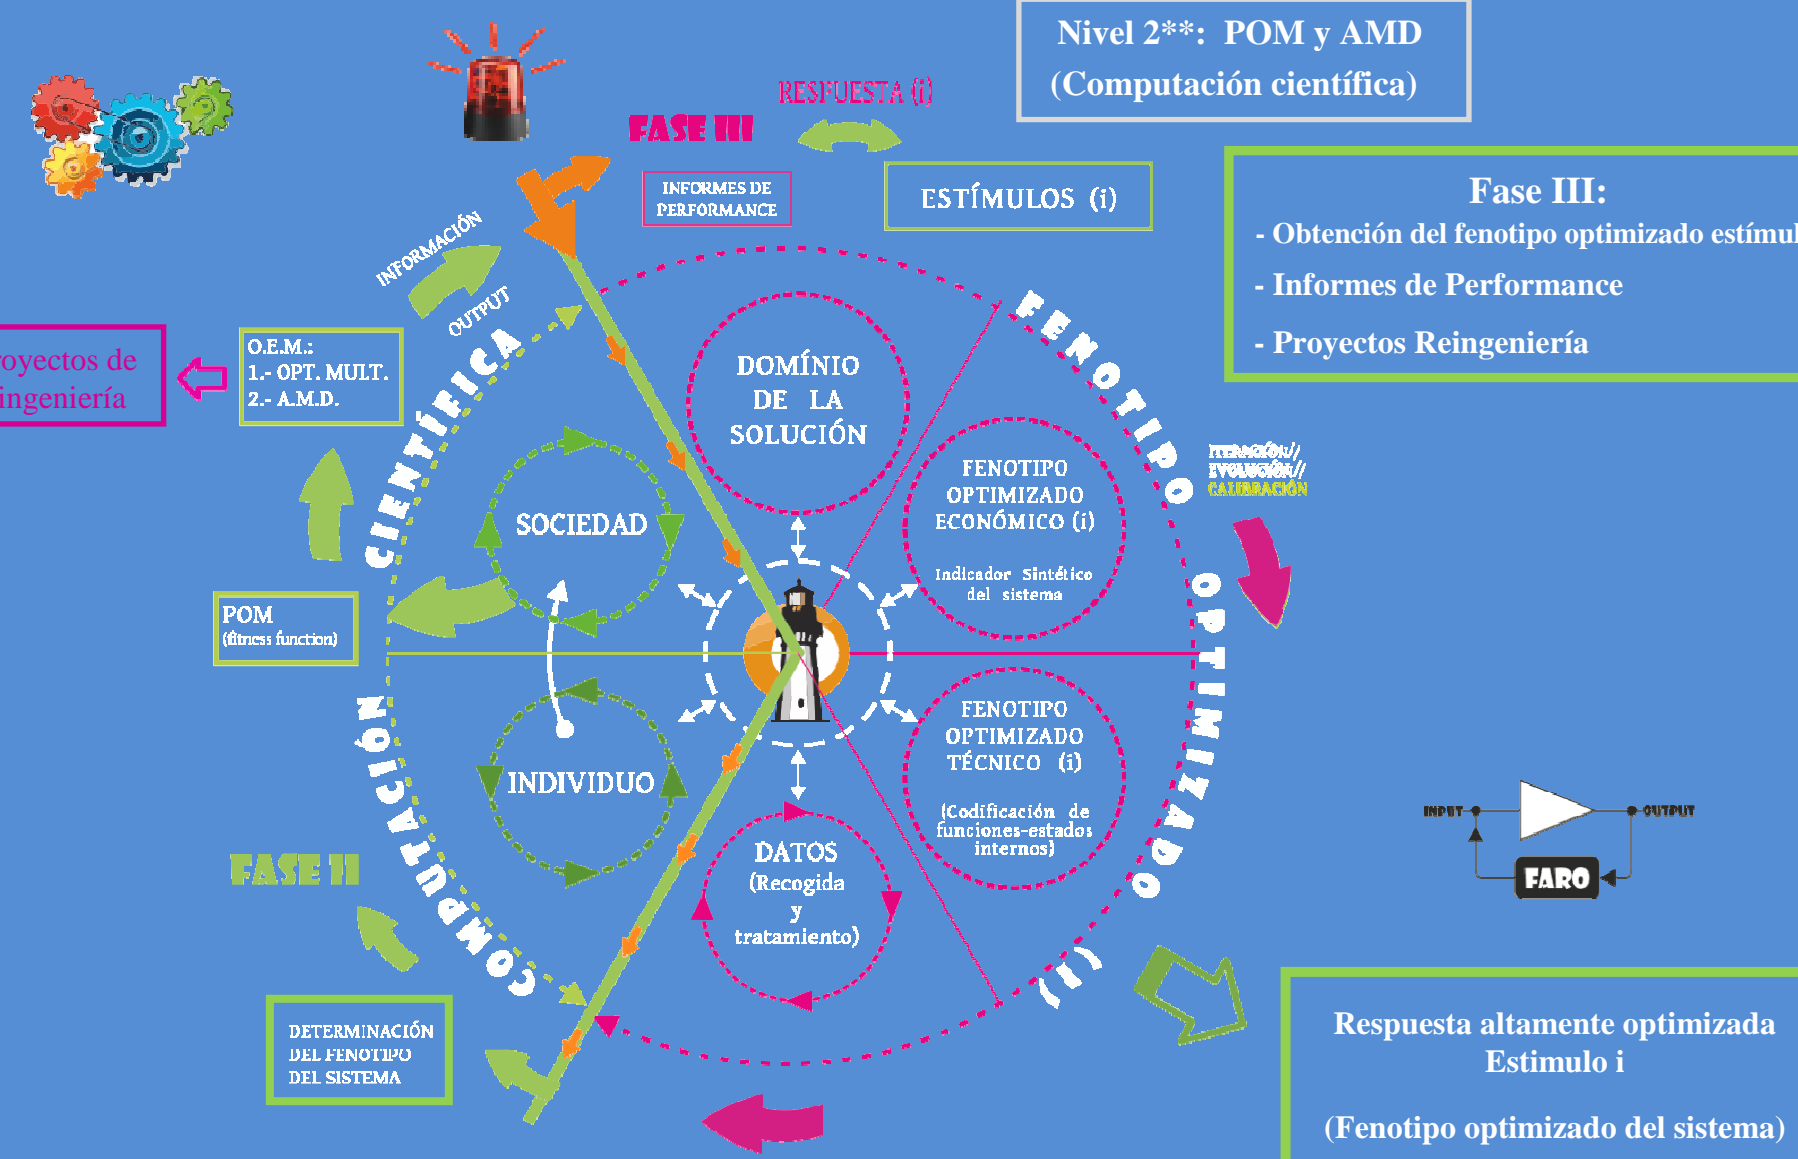 Nivel 2**: POM y AMD
(Computación científica)
RESPUESTA (i)
FASE III
INFORMES DE
PERFORMANCE
ESTÍMULOS (i)
Fase III:
- Obtención del fenotipo optimizado estímul
- Informes de Performance
- Proyectos Reingeniería
INFORMACIÓN
OUTPUT
royectos de
ingeniería
O.E.M.:
1.- OPT. MULT.
2.- A.M.D.
COMPUTACIÓN CIENTÍFICA
FENOTIPO OPTIMIZADO (I)
DOMÍNIO
DE LA
SOLUCIÓN
SOCIEDAD
FENOTIPO
OPTIMIZADO
ECONÓMICO (i)
Indicador Sintético
del sistema
ITERACIÓN//
EVOLUCIÓN//
CALIBRACIÓN
POM
(fitness function)
INDIVIDUO
FENOTIPO
OPTIMIZADO
TÉCNICO (i)
(Codificación de
funciones-estados
internos)
DATOS
(Recogida
y
tratamiento)
FASE II
INPUT
OUTPUT
FARO
DETERMINACIÓN
DEL FENOTIPO
DEL SISTEMA
Respuesta altamente optimizada
Estimulo i
(Fenotipo optimizado del sistema)